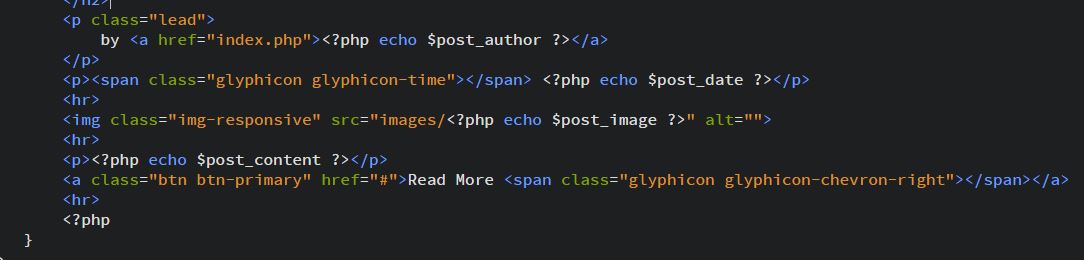 </h2>
<p class="lead">
by <a href="index.php"><?php echo $post_author ?></a>
</p>
<p><span class="glyphicon glyphicon-time"></span> <?php echo $post_date ?></p>
<hr>
<img class="img-responsive" src="images/<?php echo $post_image ?>" alt="">
<hr>
<p><?php echo $post_content ?></p>
<a class="btn btn-primary" href="#">Read More <span class="glyphicon glyphicon-chevron-right"></span></a>
<hr>
<?php
}